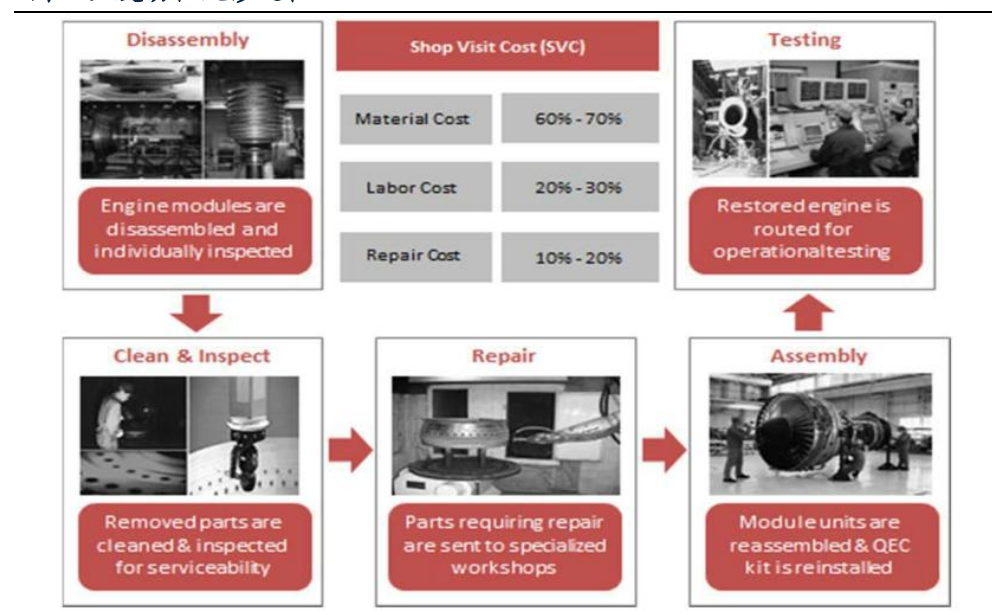 Disassembly
Engine modules are
disassembled and
individually inspected
Shop Visit Cost (SVC)
Material Cost
60% - 70%
Labor Cost
20% - 30%
Repair Cost
10% - 20%
Testing
Restored engine is
routed for
operational testing
Clean & Inspect
Removed parts are
cleaned & inspected
for serviceability
Repair
Parts requiring repair
are sent to specialized
workshops
Assembly
Module units are
reassembled & QEC
kit is reinstalled